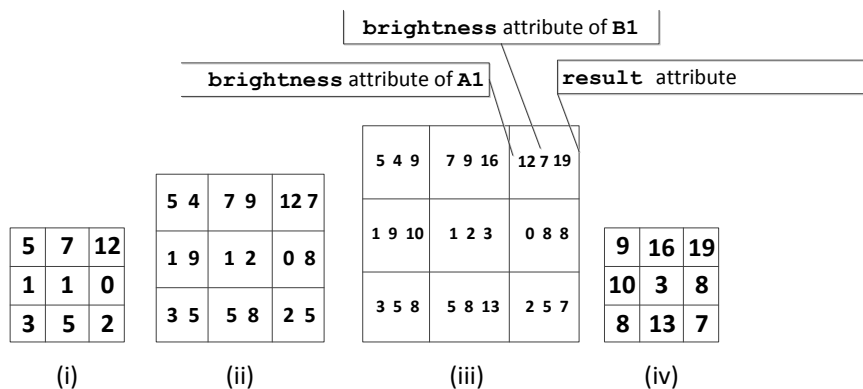 brightness attribute of B1
brightness attribute of A1
result attribute
5 7 12
1 1 0
3 5 2
(i)
5 4 7 9 12 7
1 9 1 2 0 8
3 5 5 8 2 5
(ii)
5 4 9 7 9 16 12 7 19
1 9 10 1 2 3 0 8 8
3 5 8 5 8 13 2 5 7
(iii)
9 16 19
10 3 8
8 13 7
(iv)